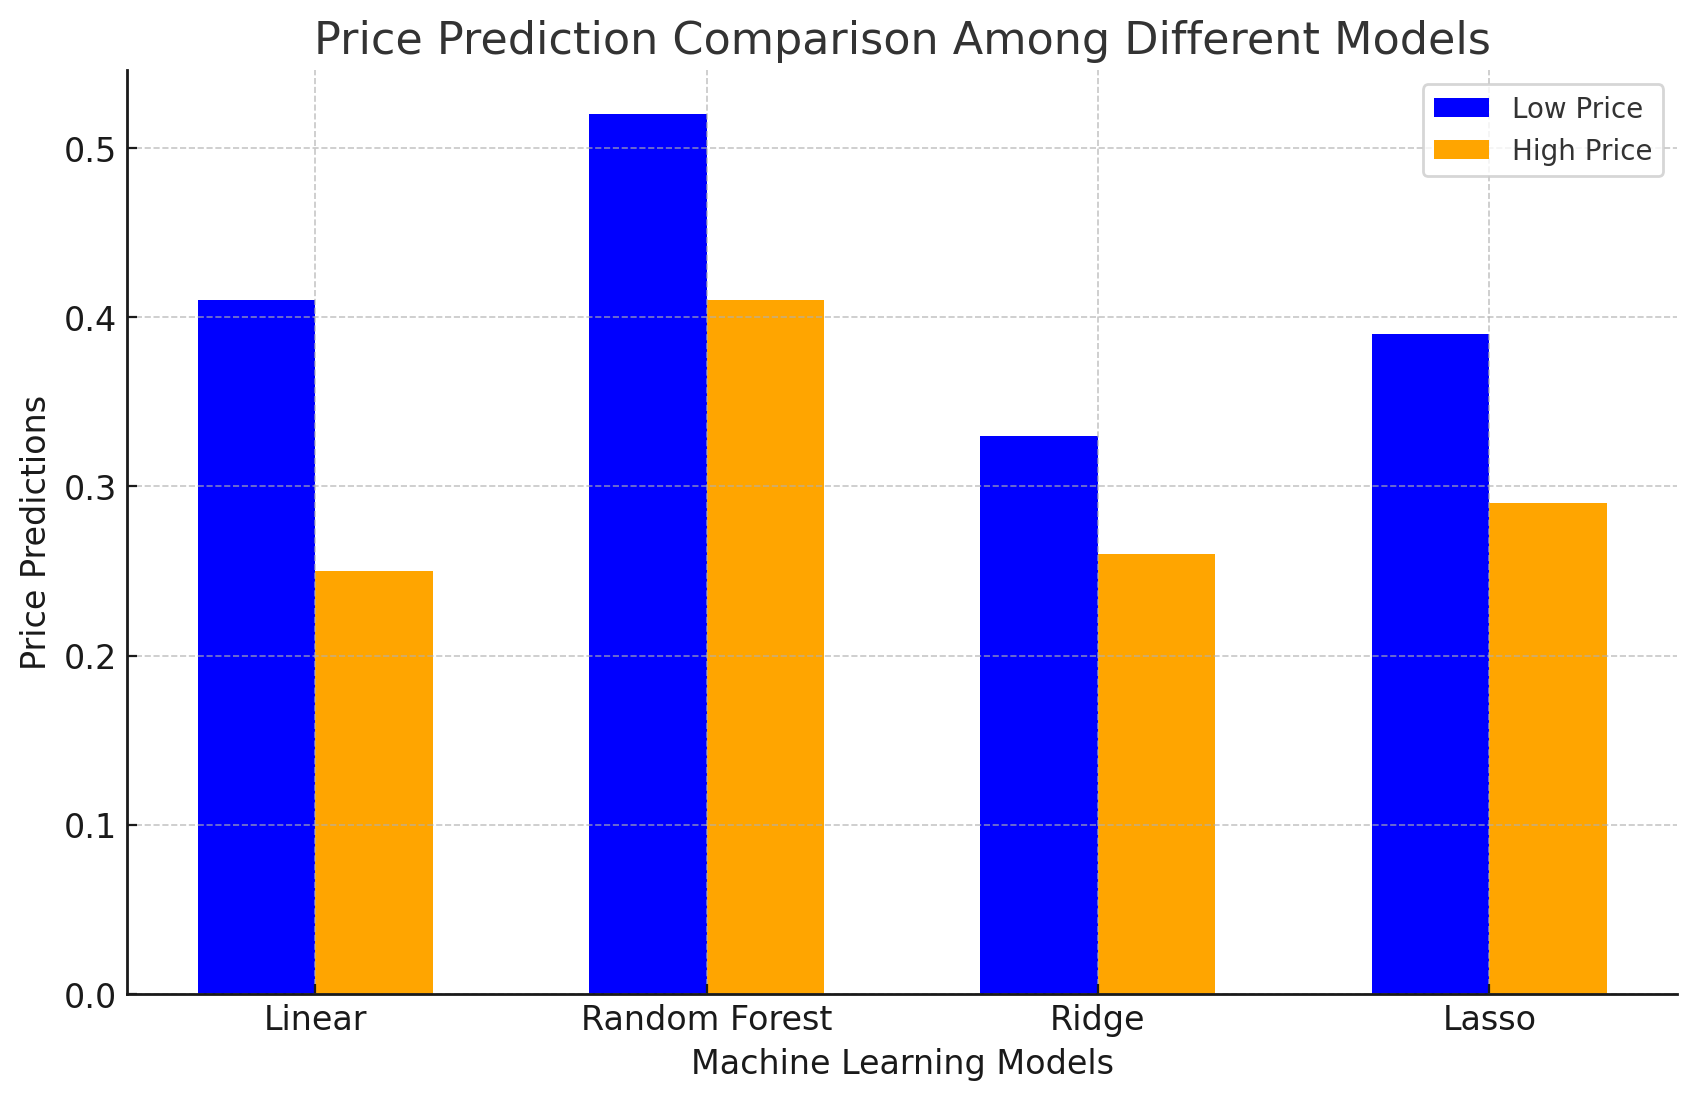 Price Prediction Comparison Among Different Models
Low Price
High Price
Price Predictions
0.5
0.4
0.3
0.2
0.1
0.0
Linear Random Forest Ridge Lasso
Machine Learning Models